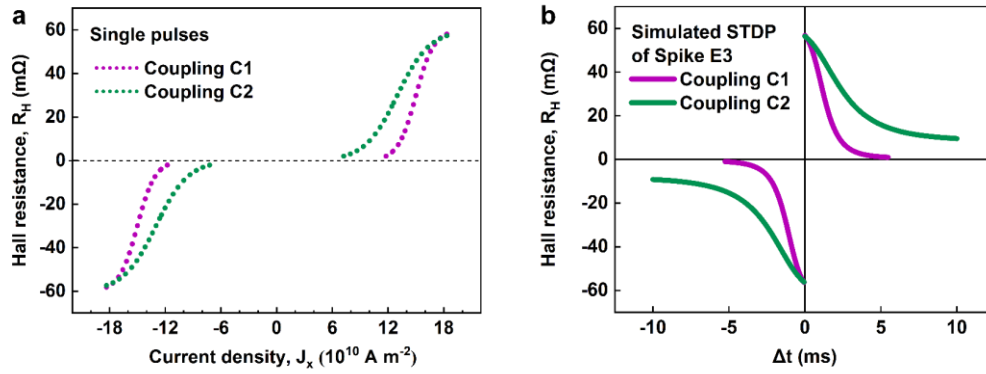 a
Single pulses
Coupling C1
Coupling C2
Hall resistance, R_H (mΩ)
60
40
20
0
-20
-40
-60
-18 -12 -6 0 6 12 18
Current density, J_x (10^10 A m^-2)
b
Simulated STDP
of Spike E3
Coupling C1
Coupling C2
Hall resistance, R_H (mΩ)
60
40
20
0
-20
-40
-60
-10 -5 0 5 10
Δt (ms)